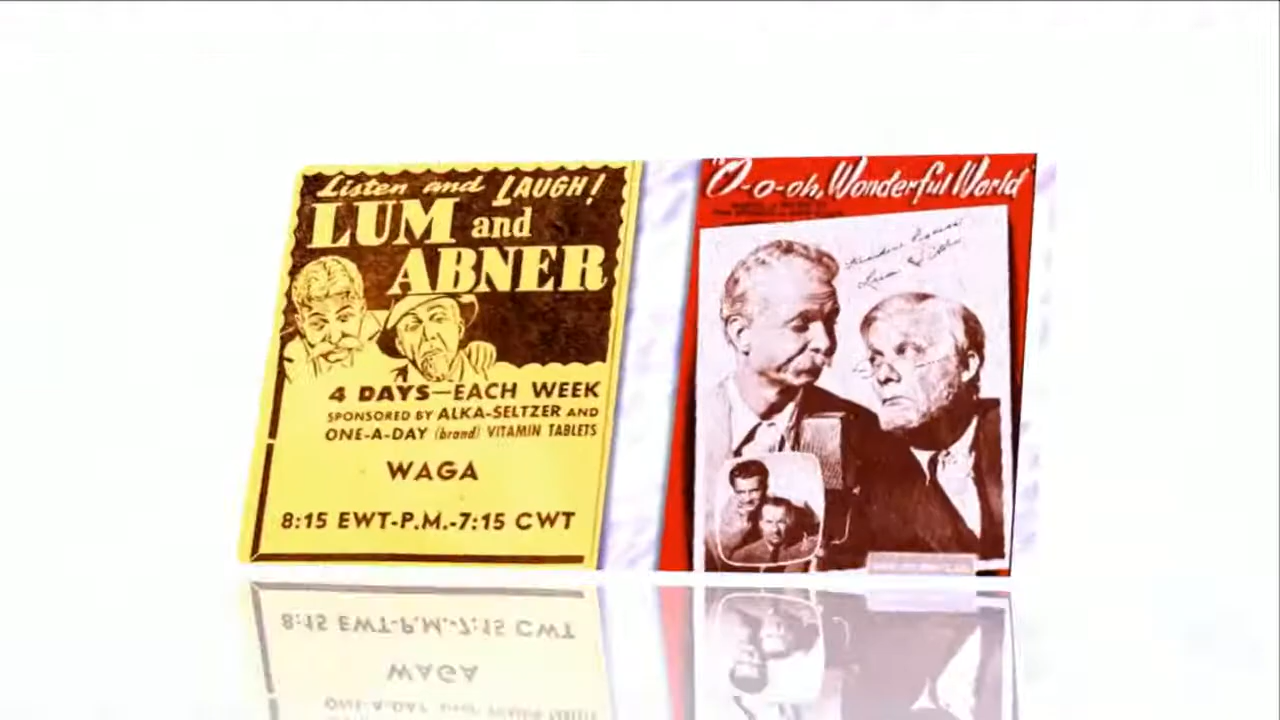 Listen and LAUGH!
LUM and
ABNER
4 DAYS—EACH WEEK
SPONSORED BY ALKA-SELTZER AND
ONE-A-DAY (brand) VITAMIN TABLETS
WAGA
8:15 EWT-P.M.-7:15 CWT
"O-o-oh, Wonderful World